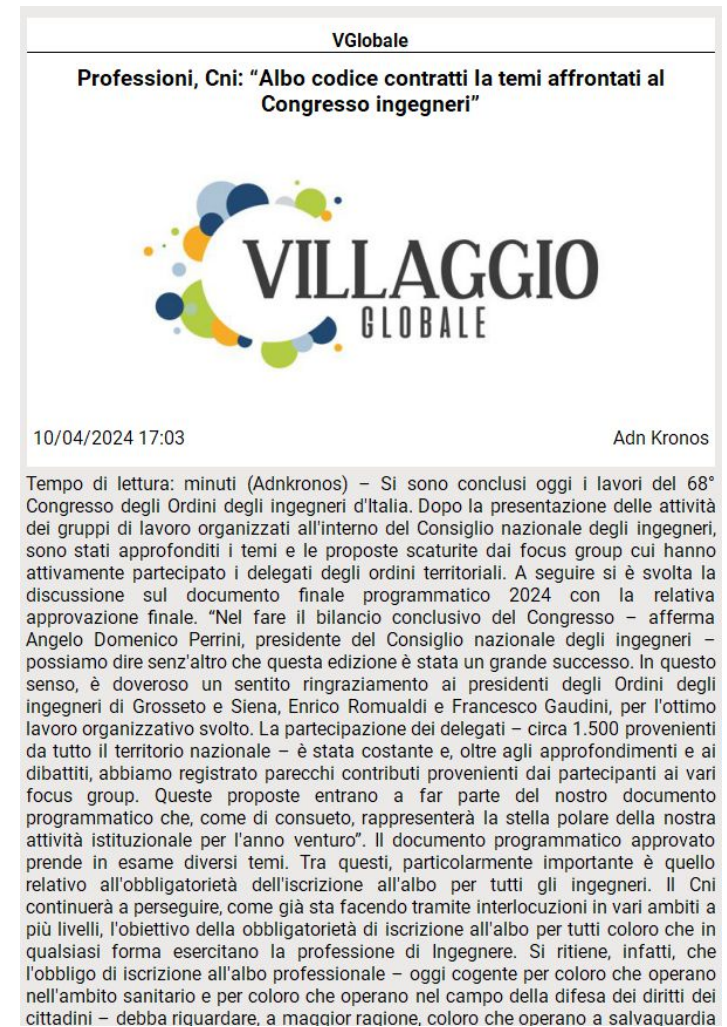 VGlobale
Professioni, Cni: “Albo codice contratti Ia temi affrontati al
Congresso ingegneri”
VILLAGGIO
GLOBALE
10/04/2024 17:03 Adn Kronos
Tempo di lettura: minuti (Adnkronos) – Si sono conclusi oggi i lavori del 68°
Congresso degli Ordini degli ingegneri d'Italia. Dopo la presentazione delle attività
dei gruppi di lavoro organizzati all'interno del Consiglio nazionale degli ingegneri,
sono stati approfonditi i temi e le proposte scaturite dai focus group cui hanno
attivamente partecipato i delegati degli ordini territoriali. A seguire si è svolta la
discussione sul documento finale programmatico 2024 con la relativa
approvazione finale. “Nel fare il bilancio conclusivo del Congresso – afferma
Angelo Domenico Perrini, presidente del Consiglio nazionale degli ingegneri –
possiamo dire senz'altro che questa edizione è stata un grande successo. In questo
senso, è doveroso un sentito ringraziamento ai presidenti degli Ordini degli
ingegneri di Grosseto e Siena, Enrico Romualdi e Francesco Gaudini, per l'ottimo
lavoro organizzativo svolto. La partecipazione dei delegati – circa 1.500 provenienti
da tutto il territorio nazionale – è stata costante e, oltre agli approfondimenti e ai
dibattiti, abbiamo registrato parecchi contributi provenienti dai partecipanti ai vari
focus group. Queste proposte entrano a far parte del nostro documento
programmatico che, come di consueto, rappresenterà la stella polare della nostra
attività istituzionale per l'anno venturo”. Il documento programmatico approvato
prende in esame diversi temi. Tra questi, particolarmente importante è quello
relativo all'obbligatorietà dell'iscrizione all'albo per tutti gli ingegneri. Il Cni
continuerà a perseguire, come già sta facendo tramite interlocuzioni in vari ambiti a
più livelli, l'obiettivo della obbligatorietà di iscrizione all'albo per tutti coloro che in
qualsiasi forma esercitano la professione di Ingegnere. Si ritiene, infatti, che
l'obbligo di iscrizione all'albo professionale – oggi cogente per coloro che operano
nell'ambito sanitario e per coloro che operano nel campo della difesa dei diritti dei
cittadini – debba riguardare, a maggior ragione, coloro che operano a salvaguardia